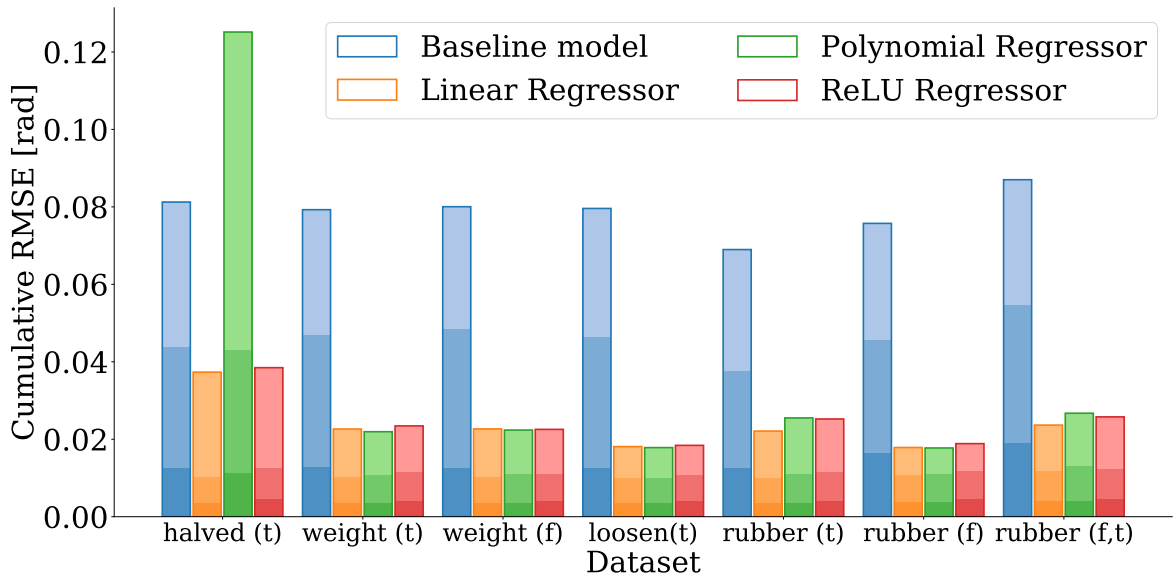 Cumulative RMSE [rad]
0.12
0.10
0.08
0.06
0.04
0.02
0.00
Baseline model
Linear Regressor
Polynomial Regressor
ReLU Regressor
halved (t)
weight (t)
weight (f)
loosen(t)
rubber (t)
rubber (f)
rubber (f,t)
Dataset